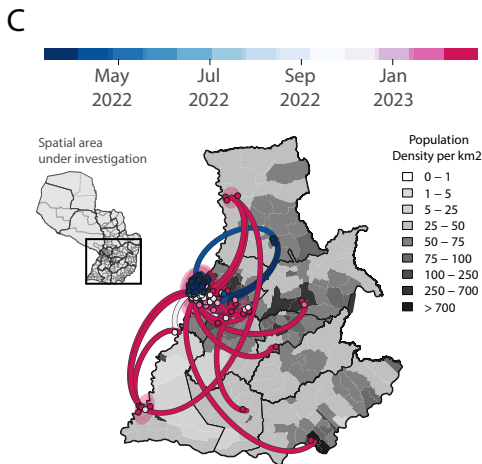 C
May Jul Sep Jan
2022 2022 2022 2023
Spatial area
under investigation
Population
Density per km2
0 – 1
1 – 5
5 – 25
25 – 50
50 – 75
75 – 100
100 – 250
250 – 700
> 700